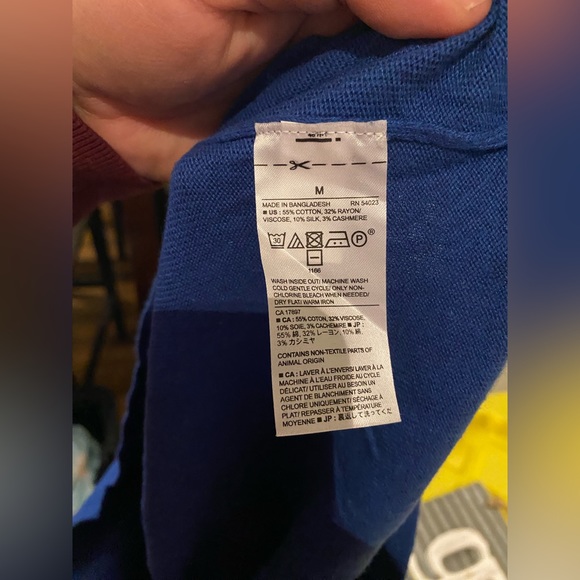 M
MADE IN BANGLADESH RN 54023
■ US : 55% COTTON, 32% RAYON/
VISCOSE, 10% SILK, 3% CASHMERE
30 P ®
1166
WASH INSIDE OUT/ MACHINE WASH
COLD GENTLE CYCLE/ ONLY NON-
CHLORINE BLEACH WHEN NEEDED/
DRY FLAT/ WARM IRON
CA 17897
■ CA : 55% COTON, 32% VISCOSE,
10% SOIE, 3% CACHEMIRE ■ JP :
55% 綿, 32% レーヨン, 10% 絹,
3% カシミヤ
CONTAINS NON-TEXTILE PARTS OF
ANIMAL ORIGIN
■ CA : LAVER À L'ENVERS/ LAVER À LA
MACHINE À L'EAU FROIDE AU CYCLE
DÉLICAT/ UTILISER AU BESOIN UN
AGENT DE BLANCHIMENT SANS
CHLORE UNIQUEMENT/ SÉCHAGE À
PLAT/ REPASSER À TEMPÉRATURE
MOYENNE ■ JP : 裏返して洗ってくだ